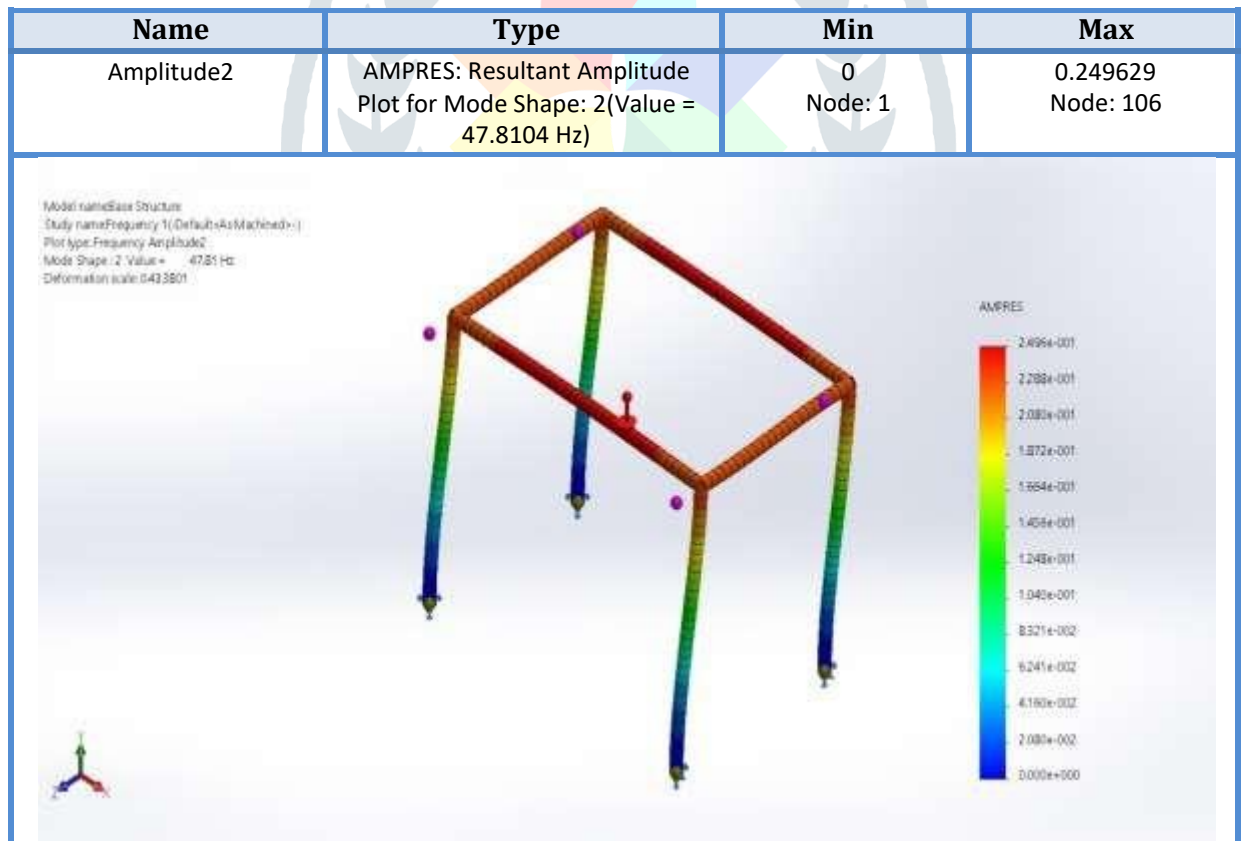 Name Type Min Max
Amplitude2 AMPRES: Resultant Amplitude 0 0.249629
Plot for Mode Shape: 2(Value = Node: 1 Node: 106
47.8104 Hz)
Model name:Base Structure
Study name:Frequency 1(-Default<As Machined>-)
Plot type: Frequency Amplitude2
Mode Shape : 2 Value = 47.81 Hz
Deformation scale: 0.433801
AMPRES
2.496e-001
2.288e-001
2.080e-001
1.872e-001
1.664e-001
1.456e-001
1.248e-001
1.040e-001
8.321e-002
6.241e-002
4.160e-002
2.080e-002
0.000e+000
Y
Z
X